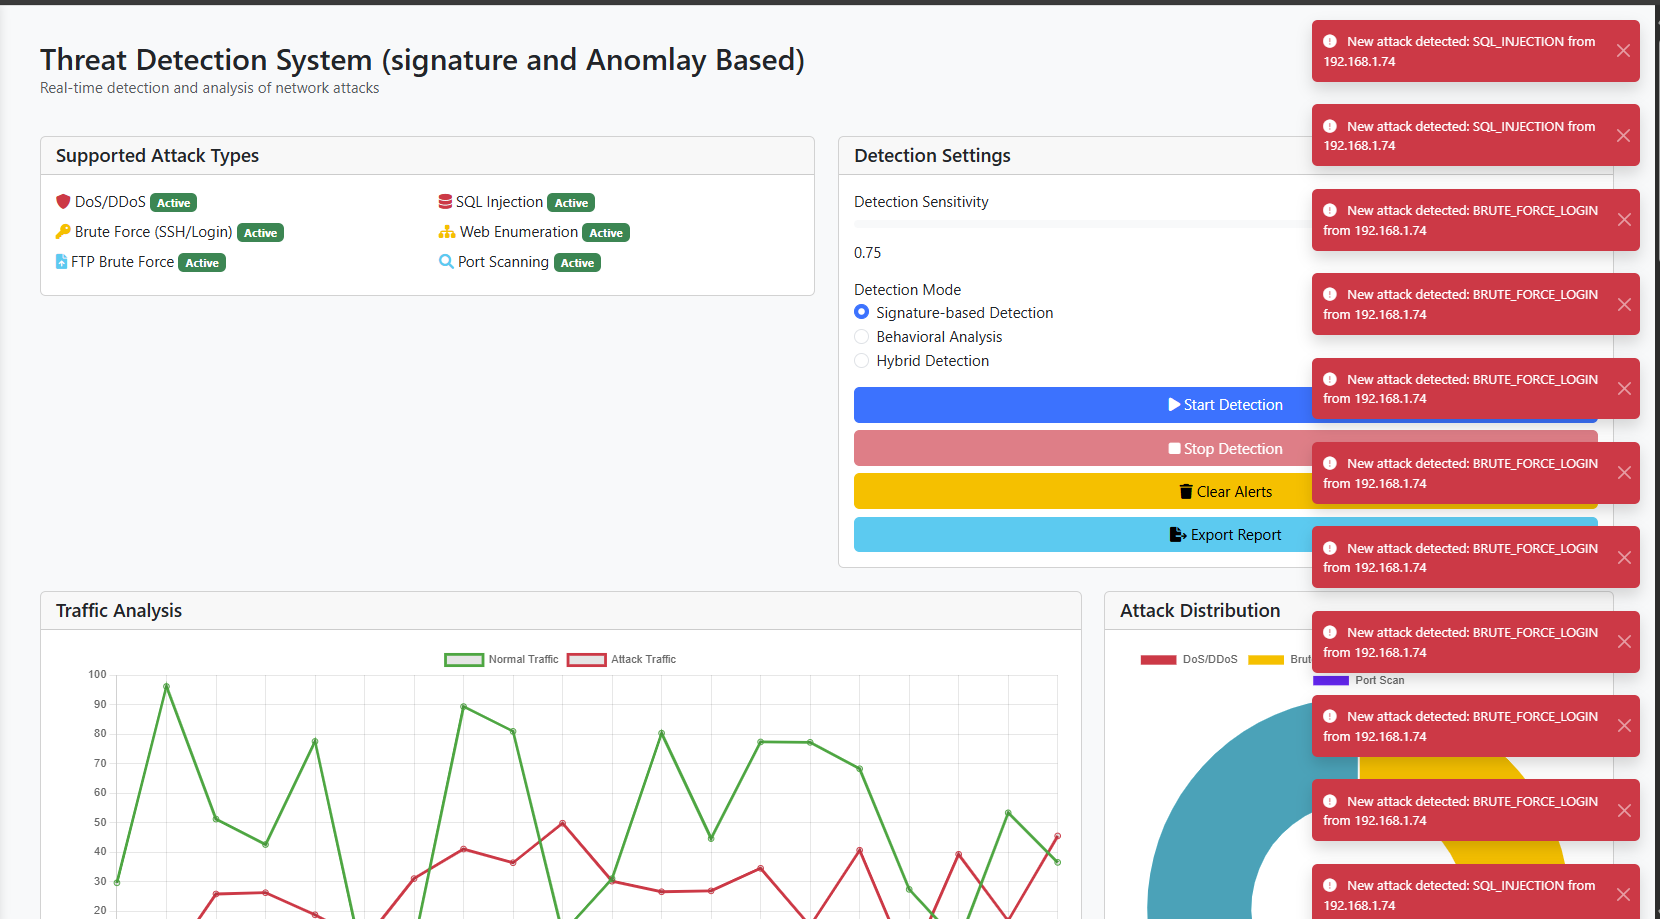 Threat Detection System (signature and Anomlay Based)
Real-time detection and analysis of network attacks
Supported Attack Types
DoS/DDoS Active
SQL Injection Active
Brute Force (SSH/Login) Active
Web Enumeration Active
FTP Brute Force Active
Port Scanning Active
Detection Settings
Detection Sensitivity
0.75
Detection Mode
Signature-based Detection
Behavioral Analysis
Hybrid Detection
Start Detection
Stop Detection
Clear Alerts
Export Report
Traffic Analysis
Normal Traffic Attack Traffic
100
90
80
70
60
50
40
30
20
Attack Distribution
DoS/DDoS
Port Scan
New attack detected: SQL_INJECTION from
192.168.1.74
New attack detected: SQL_INJECTION from
192.168.1.74
New attack detected: BRUTE_FORCE_LOGIN
from 192.168.1.74
New attack detected: BRUTE_FORCE_LOGIN
from 192.168.1.74
New attack detected: BRUTE_FORCE_LOGIN
from 192.168.1.74
New attack detected: BRUTE_FORCE_LOGIN
from 192.168.1.74
New attack detected: BRUTE_FORCE_LOGIN
from 192.168.1.74
New attack detected: BRUTE_FORCE_LOGIN
from 192.168.1.74
New attack detected: BRUTE_FORCE_LOGIN
from 192.168.1.74
New attack detected: BRUTE_FORCE_LOGIN
from 192.168.1.74
New attack detected: SQL_INJECTION from
192.168.1.74